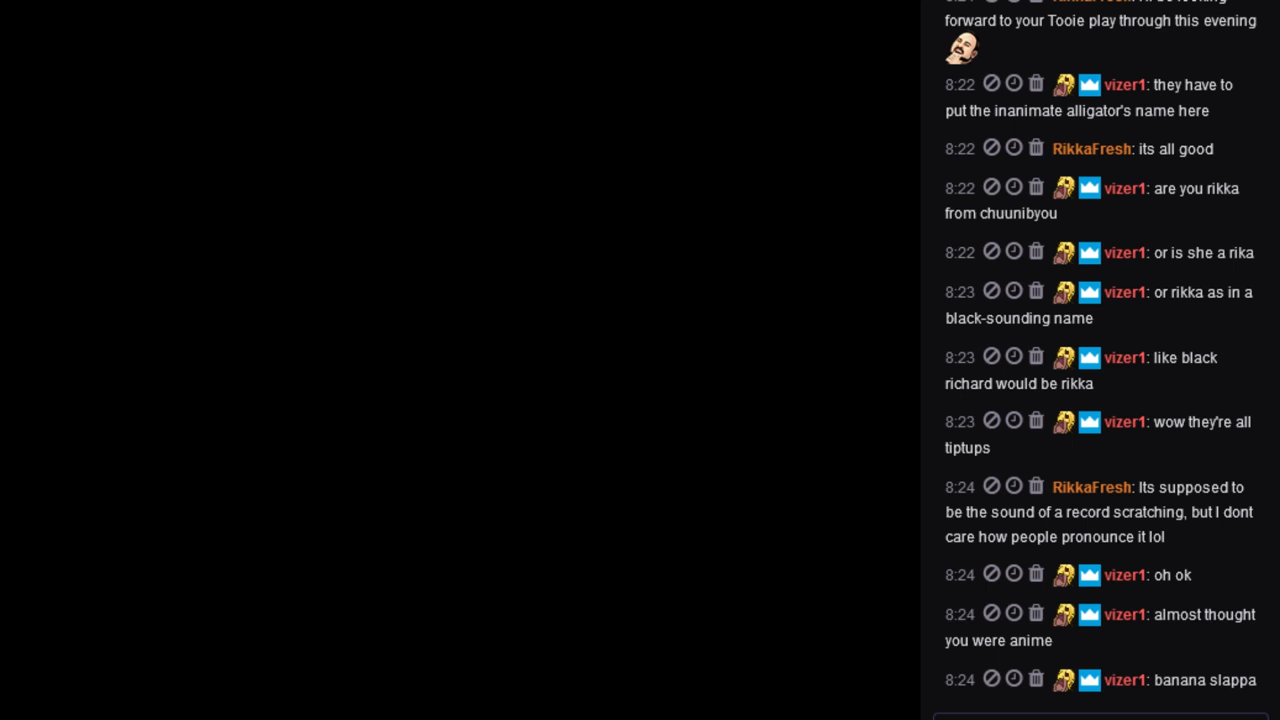 forward to your Tooie play through this evening
8:22 vizer1: they have to
put the inanimate alligator's name here
8:22 RikkaFresh: its all good
8:22 vizer1: are you rikka
from chuunibyou
8:22 vizer1: or is she a rika
8:23 vizer1: or rikka as in a
black-sounding name
8:23 vizer1: like black
richard would be rikka
8:23 vizer1: wow they're all
tiptups
8:24 RikkaFresh: Its supposed to
be the sound of a record scratching, but I dont
care how people pronounce it lol
8:24 vizer1: oh ok
8:24 vizer1: almost thought
you were anime
8:24 vizer1: banana slappa